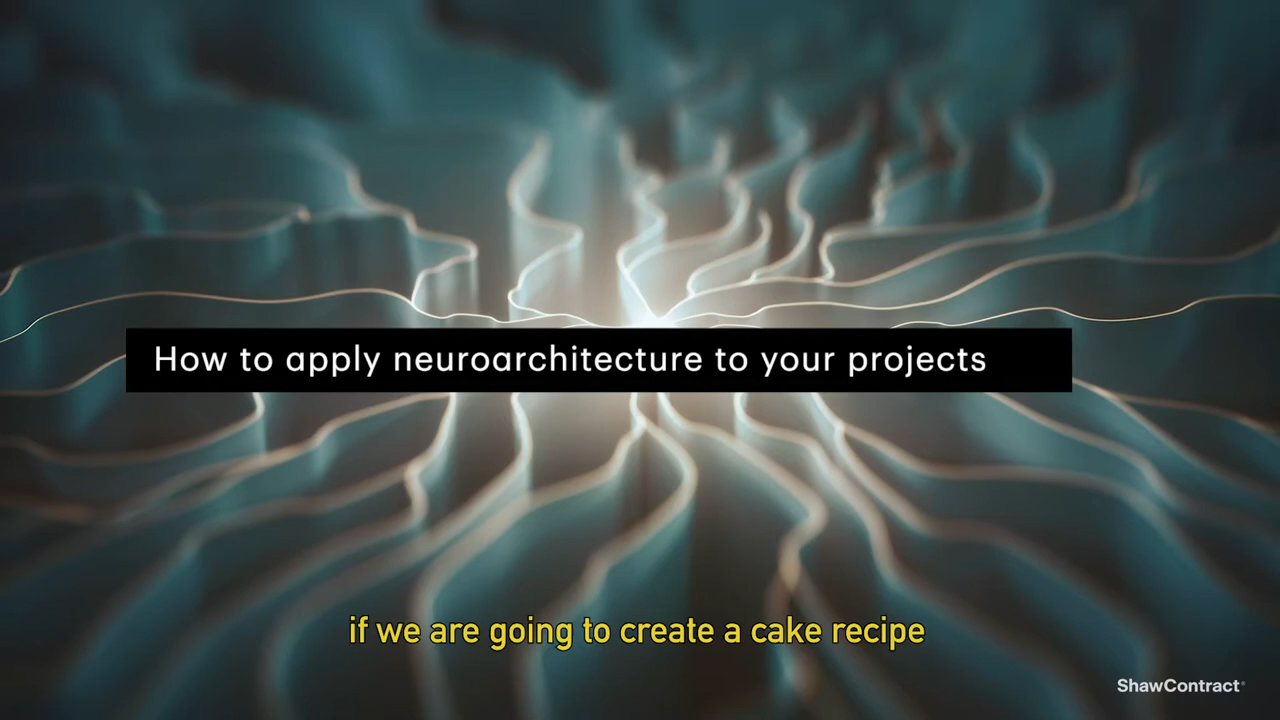 How to apply neuroarchitecture to your projects
if we are going to create a cake recipe
ShawContract